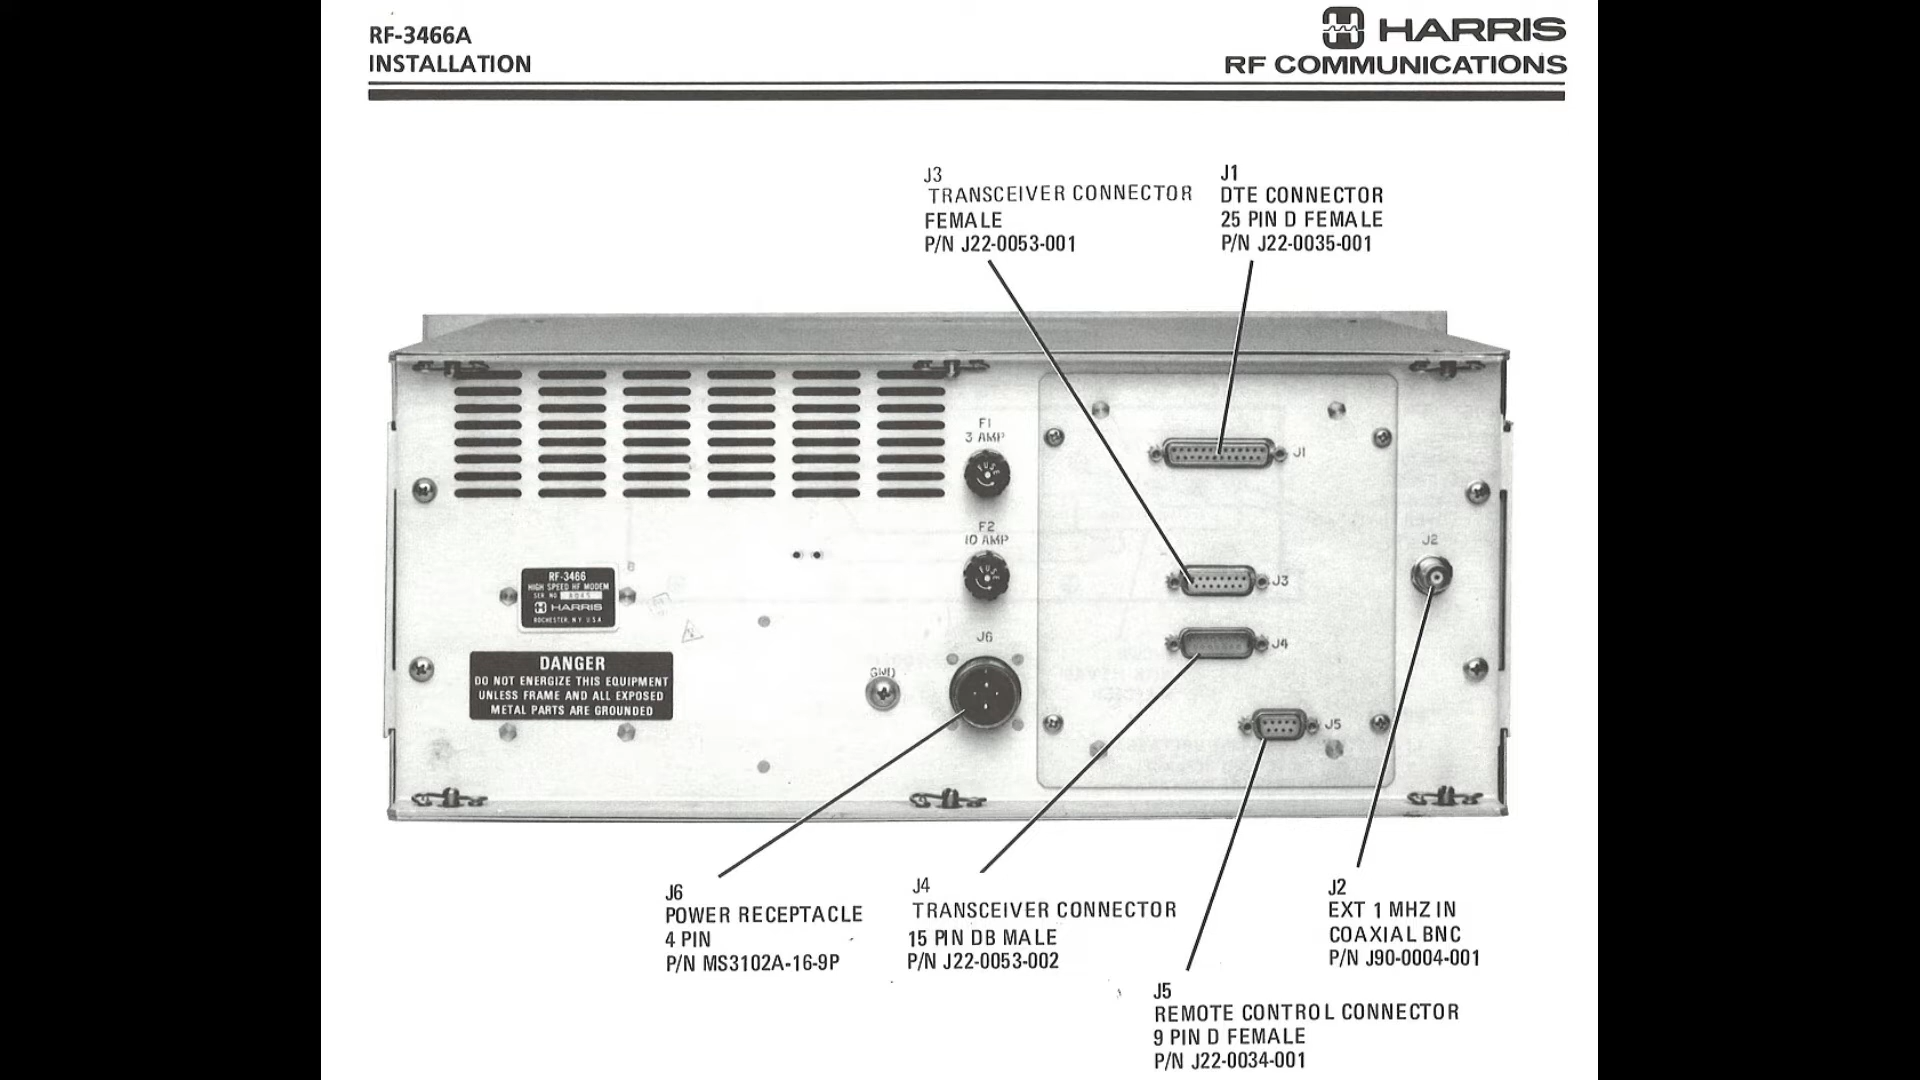 RF-3466A
INSTALLATION
HARRIS
RF COMMUNICATIONS
J3
TRANSCEIVER CONNECTOR
FEMALE
P/N J22-0053-001
J1
DTE CONNECTOR
25 PIN D FEMALE
P/N J22-0035-001
F1
3 AMP
FUSE
J1
F2
10 AMP
FUSE
J2
J3
RF-3466
HIGH SPEED HF MODEM
SER NO
HARRIS
ROCHESTER, N.Y. U.S.A.
J6
J4
DANGER
DO NOT ENERGIZE THIS EQUIPMENT
UNLESS FRAME AND ALL EXPOSED
METAL PARTS ARE GROUNDED
GND
J5
J6
POWER RECEPTACLE
4 PIN
P/N MS3102A-16-9P
J4
TRANSCEIVER CONNECTOR
15 PIN DB MALE
P/N J22-0053-002
J2
EXT 1 MHZ IN
COAXIAL BNC
P/N J90-0004-001
J5
REMOTE CONTROL CONNECTOR
9 PIN D FEMALE
P/N J22-0034-001